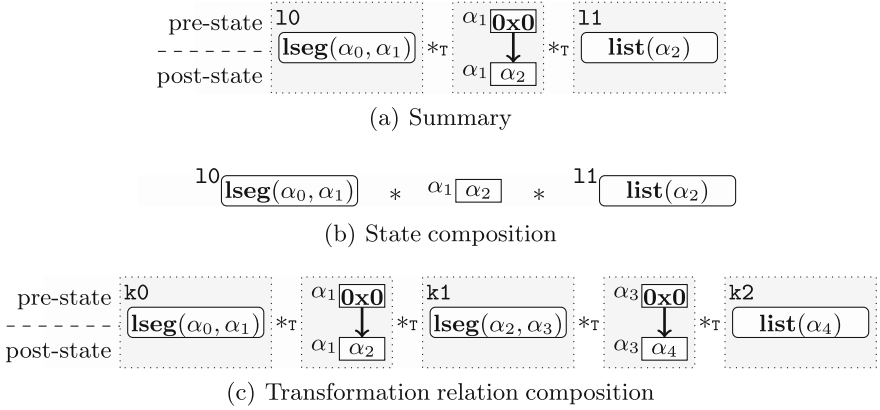 l0 l1
pre-state α₁ 0x0
lseg(α₀, α₁) *T *T list(α₂)
post-state α₁ α₂
(a) Summary
l0 lseg(α₀, α₁) * α₁ α₂ * l1 list(α₂)
(b) State composition
k0 k1 k2
pre-state α₁ 0x0 α₃ 0x0
lseg(α₀, α₁) *T *T lseg(α₂, α₃) *T *T list(α₄)
post-state α₁ α₂ α₃ α₄
(c) Transformation relation composition